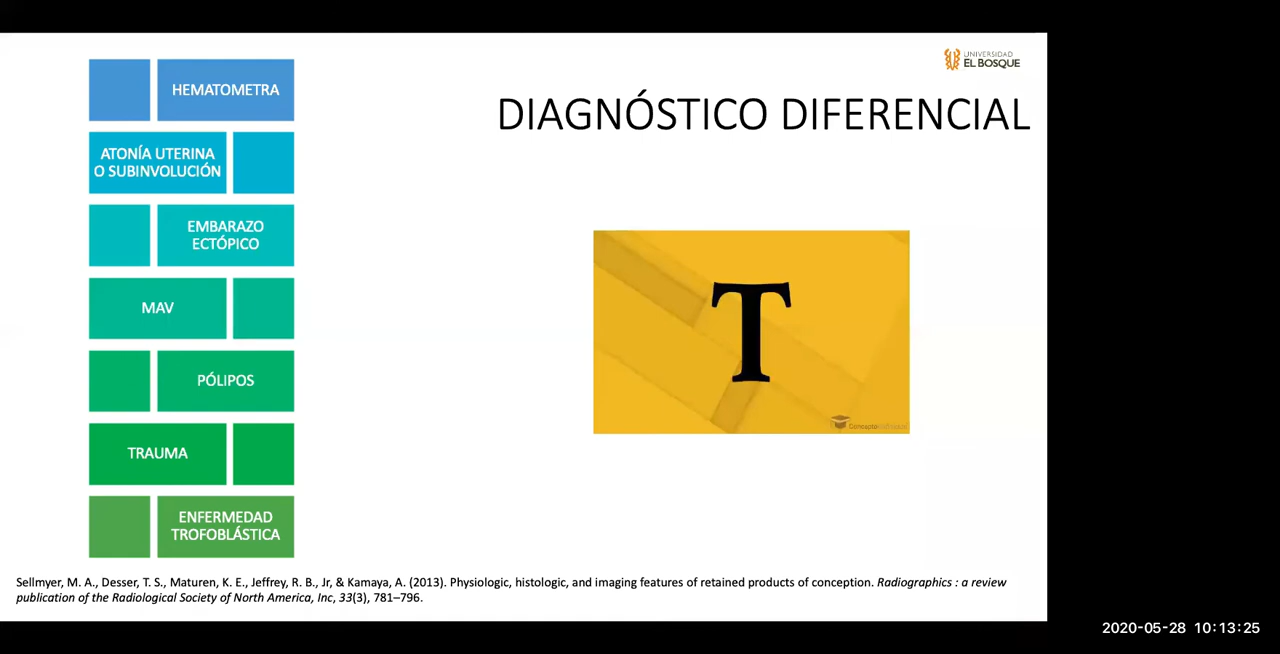 UNIVERSIDAD
EL BOSQUE
DIAGNÓSTICO DIFERENCIAL
HEMATOMETRA
ATONÍA UTERINA
O SUBINVOLUCIÓN
EMBARAZO
ECTÓPICO
MAV
PÓLIPOS
TRAUMA
ENFERMEDAD
TROFOBLÁSTICA
T
Sellmyer, M. A., Desser, T. S., Maturen, K. E., Jeffrey, R. B., Jr, & Kamaya, A. (2013). Physiologic, histologic, and imaging features of retained products of conception. Radiographics : a review
publication of the Radiological Society of North America, Inc, 33(3), 781–796.
2020-05-28 10:13:25